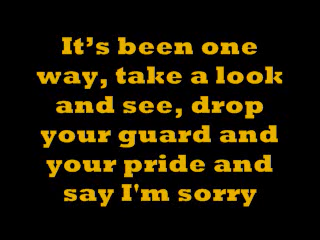 It’s been one
way, take a look
and see, drop
your guard and
your pride and
say I'm sorry